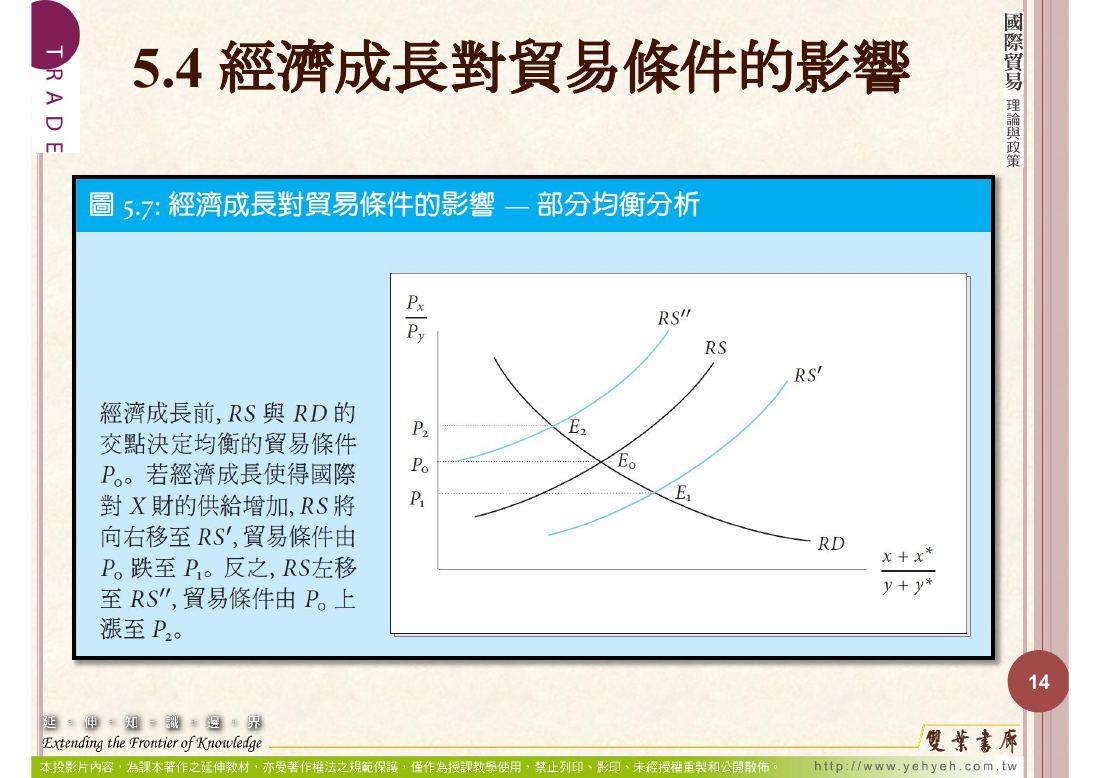 TRADE
5.4 經濟成長對貿易條件的影響
國際貿易 理論與政策
圖 5.7: 經濟成長對貿易條件的影響 — 部分均衡分析
經濟成長前, RS 與 RD 的
交點決定均衡的貿易條件
P₀。若經濟成長使得國際
對 X 財的供給增加, RS 將
向右移至 RS′, 貿易條件由
P₀ 跌至 P₁。反之, RS左移
至 RS″, 貿易條件由 P₀ 上
漲至 P₂。
Pₓ
Pᵧ
RS″
RS
RS′
P₂
E₂
P₀
E₀
P₁
E₁
RD
x + x*
y + y*
14
延・伸・知・識・邊・界
Extending the Frontier of Knowledge
雙葉書廊
本投影片內容，為課本著作之延伸教材，亦受著作權法之規範保護，僅作為授課教學使用，禁止列印、影印、未經授權重製和公開散佈。
http://www.yehyeh.com.tw